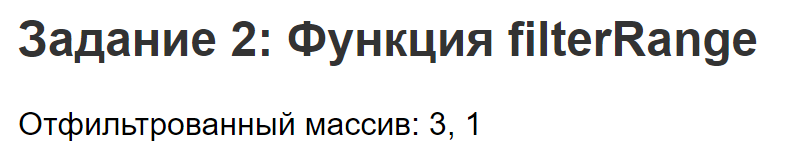 Задание 2: Функция filterRange
Отфильтрованный массив: 3, 1